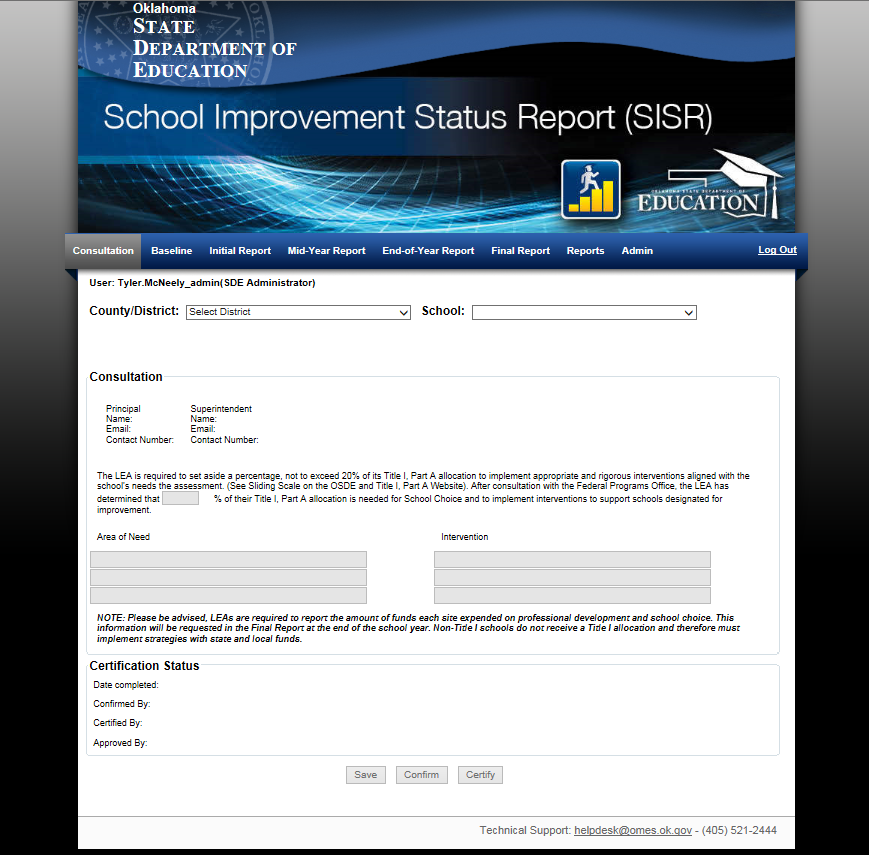 Oklahoma
STATE
DEPARTMENT OF
EDUCATION
School Improvement Status Report (SISR)
OKLAHOMA STATE DEPARTMENT OF
EDUCATION
Consultation Baseline Initial Report Mid-Year Report End-of-Year Report Final Report Reports Admin Log Out
User: Tyler.McNeely_admin(SDE Administrator)
County/District: Select District School:
Consultation
Principal Superintendent
Name: Name:
Email: Email:
Contact Number: Contact Number:
The LEA is required to set aside a percentage, not to exceed 20% of its Title I, Part A allocation to implement appropriate and rigorous interventions aligned with the
school's needs the assessment. (See Sliding Scale on the OSDE and Title I, Part A Website). After consultation with the Federal Programs Office, the LEA has
determined that % of their Title I, Part A allocation is needed for School Choice and to implement interventions to support schools designated for
improvement.
Area of Need Intervention
NOTE: Please be advised, LEAs are required to report the amount of funds each site expended on professional development and school choice. This
information will be requested in the Final Report at the end of the school year. Non-Title I schools do not receive a Title I allocation and therefore must
implement strategies with state and local funds.
Certification Status
Date completed:
Confirmed By:
Certified By:
Approved By:
Save Confirm Certify
Technical Support: helpdesk@omes.ok.gov - (405) 521-2444